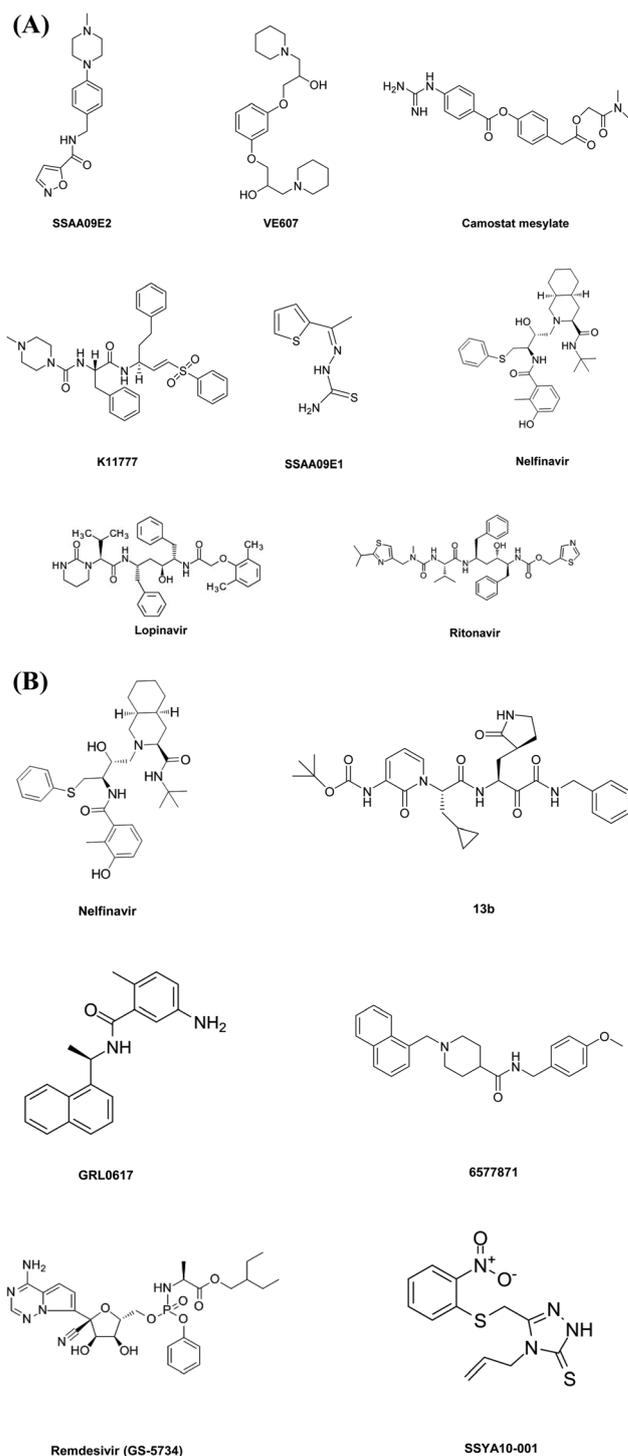 (A)
SSAA09E2
VE607
Camostat mesylate
K11777
SSAA09E1
Nelfinavir
Lopinavir
Ritonavir
(B)
Nelfinavir
13b
GRL0617
6577871
Remdesivir (GS-5734)
SSYA10-001